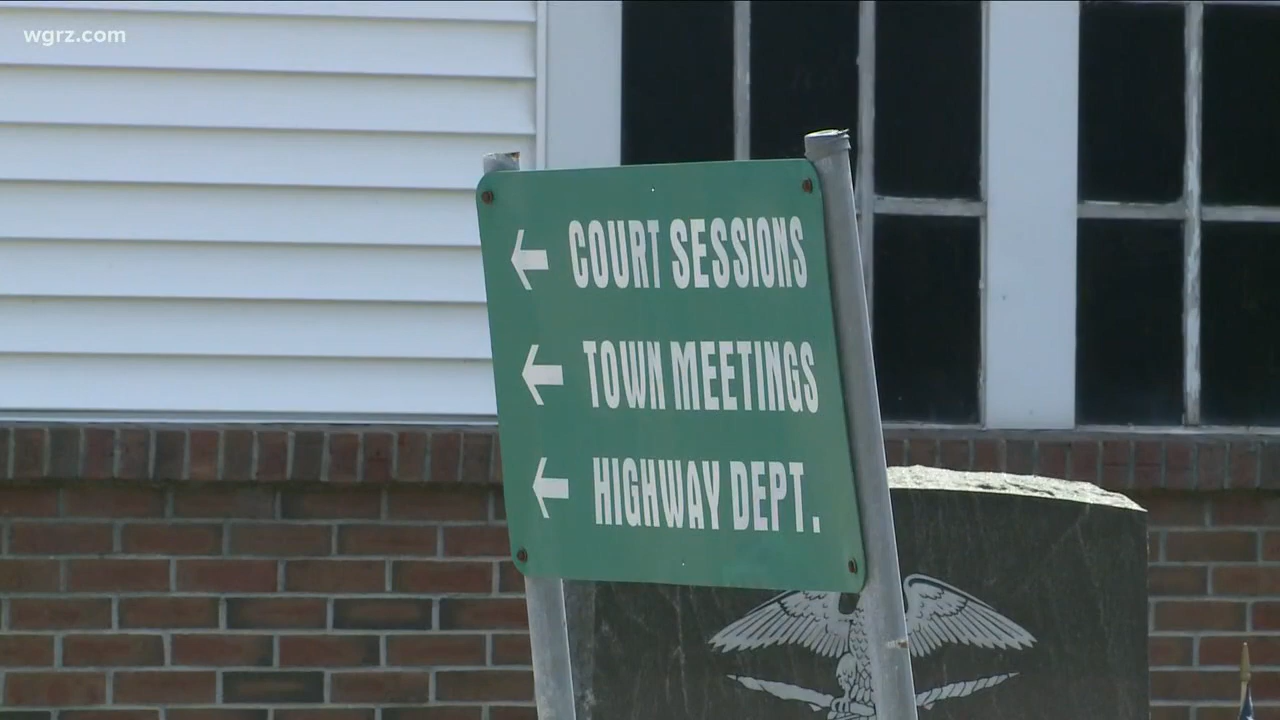 wgrz.com
← COURT SESSIONS
← TOWN MEETINGS
← HIGHWAY DEPT.